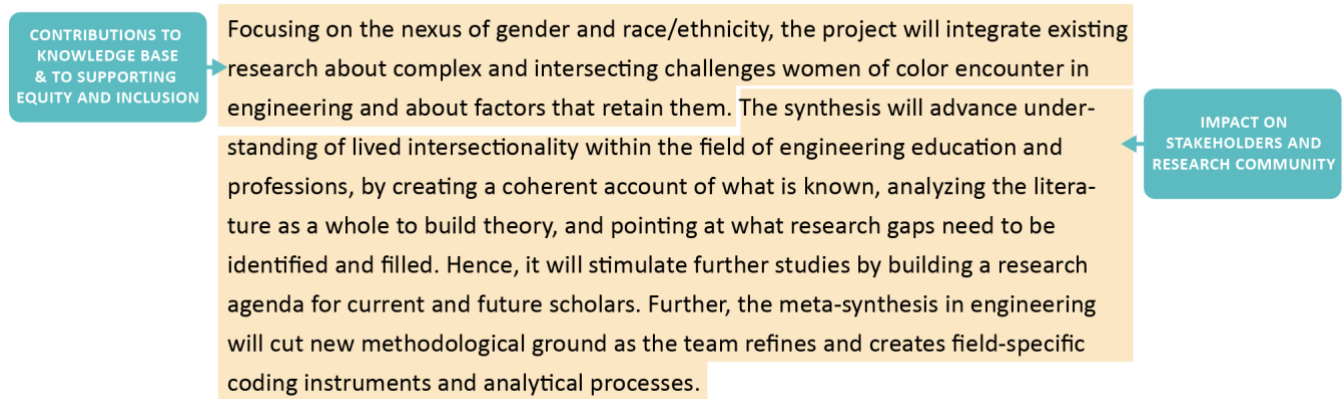 CONTRIBUTIONS TO
KNOWLEDGE BASE
& TO SUPPORTING
EQUITY AND INCLUSION
Focusing on the nexus of gender and race/ethnicity, the project will integrate existing
research about complex and intersecting challenges women of color encounter in
engineering and about factors that retain them. The synthesis will advance under-
standing of lived intersectionality within the field of engineering education and
professions, by creating a coherent account of what is known, analyzing the litera-
ture as a whole to build theory, and pointing at what research gaps need to be
identified and filled. Hence, it will stimulate further studies by building a research
agenda for current and future scholars. Further, the meta-synthesis in engineering
will cut new methodological ground as the team refines and creates field-specific
coding instruments and analytical processes.
IMPACT ON
STAKEHOLDERS AND
RESEARCH COMMUNITY